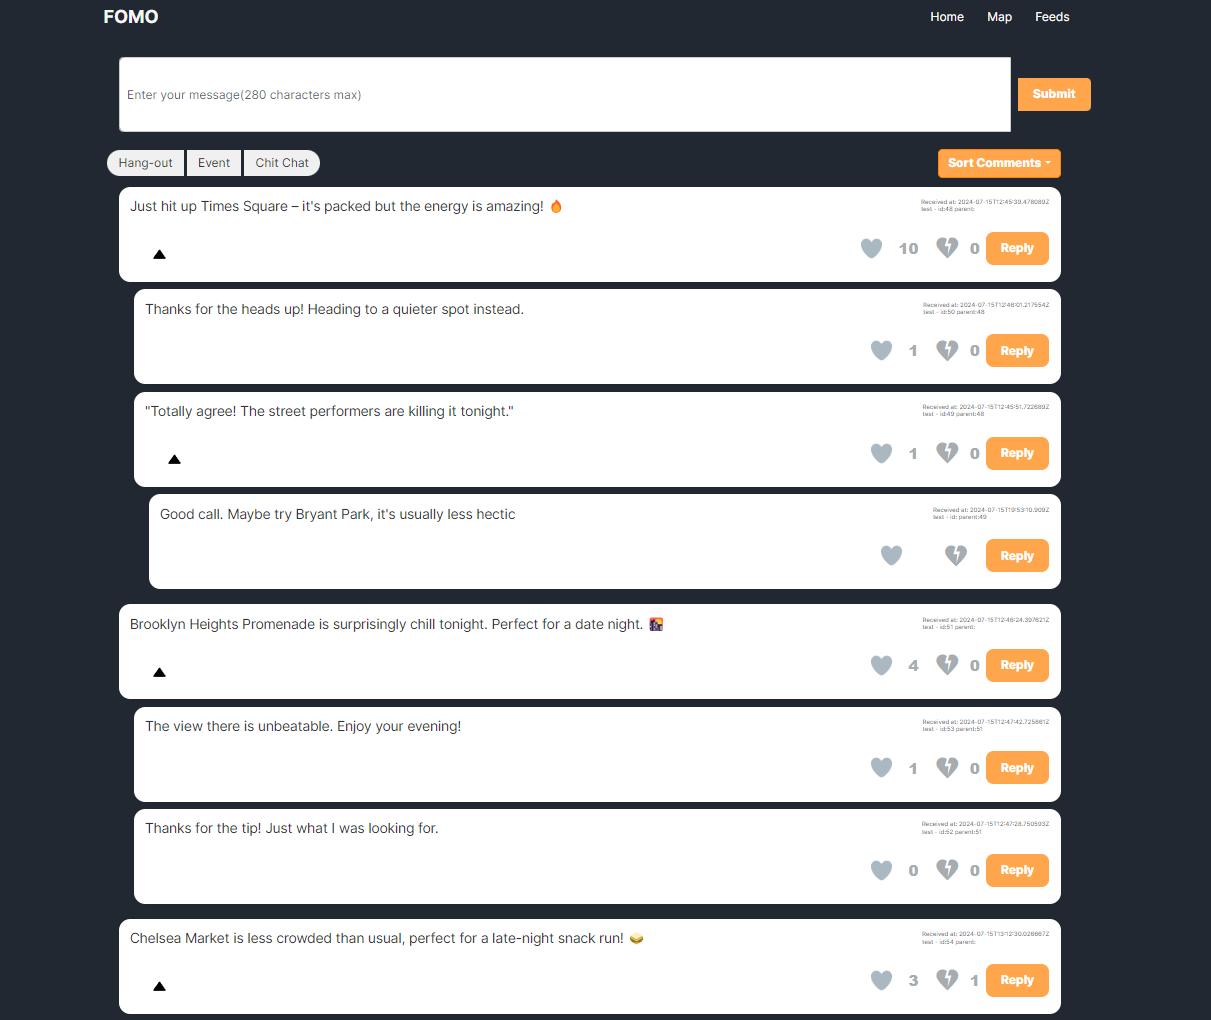 FOMO
Home Map Feeds
Enter your message(280 characters max)
Submit
Hang-out Event Chit Chat
Sort Comments
Just hit up Times Square – it's packed but the energy is amazing! 🔥
Received at: 2024-07-15T12:45:39.478089Z
test - id:48 parent:
10 0 Reply
Thanks for the heads up! Heading to a quieter spot instead.
Received at: 2024-07-15T12:46:01.217554Z
test - id:50 parent:48
1 0 Reply
"Totally agree! The street performers are killing it tonight."
Received at: 2024-07-15T12:45:51.722689Z
test - id:49 parent:48
1 0 Reply
Good call. Maybe try Bryant Park, it's usually less hectic
Received at: 2024-07-15T19:53:10.909Z
test - id: parent:49
Reply
Brooklyn Heights Promenade is surprisingly chill tonight. Perfect for a date night. 🌇
Received at: 2024-07-15T12:46:24.397621Z
test - id:51 parent:
4 0 Reply
The view there is unbeatable. Enjoy your evening!
Received at: 2024-07-15T12:47:42.725861Z
test - id:53 parent:51
1 0 Reply
Thanks for the tip! Just what I was looking for.
Received at: 2024-07-15T12:47:28.750593Z
test - id:52 parent:51
0 0 Reply
Chelsea Market is less crowded than usual, perfect for a late-night snack run! 🥪
Received at: 2024-07-15T13:12:30.026667Z
test - id:54 parent:
3 1 Reply